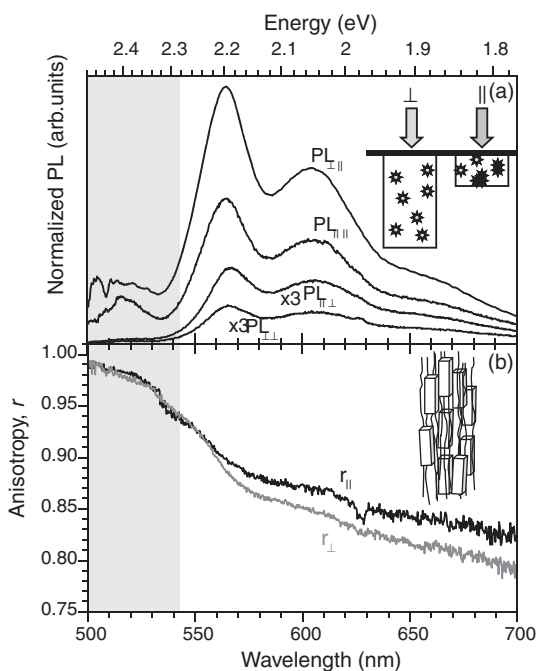 Energy (eV)
2.4 2.3 2.2 2.1 2 1.9 1.8
Normalized PL (arb.units)
(a)
⊥ ||
PL⊥||
PL||||
x3 PL||⊥
x3PL⊥⊥
1.00
0.95
0.90
0.85
0.80
0.75
Anisotropy, r
(b)
r||
r⊥
500 550 600 650 700
Wavelength (nm)